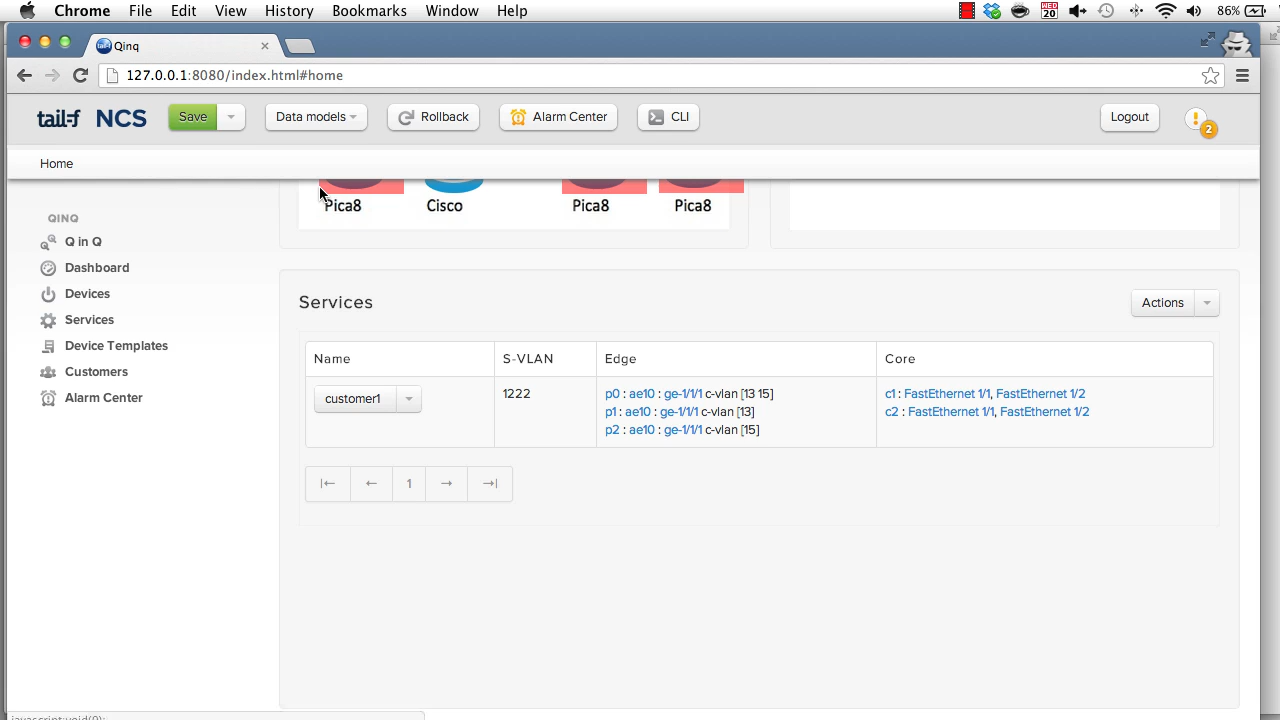 Chrome File Edit View History Bookmarks Window Help WED 20 86%
Qinq
127.0.0.1:8080/index.html#home
tail-f NCS Save Data models Rollback Alarm Center CLI Logout 2
Home
Pica8 Cisco Pica8 Pica8
QINQ
Q in Q
Dashboard
Devices
Services
Device Templates
Customers
Alarm Center
Services Actions
Name S-VLAN Edge Core
customer1 1222 p0 : ae10 : ge-1/1/1 c-vlan [13 15] c1 : FastEthernet 1/1, FastEthernet 1/2
p1 : ae10 : ge-1/1/1 c-vlan [13] c2 : FastEthernet 1/1, FastEthernet 1/2
p2 : ae10 : ge-1/1/1 c-vlan [15]
1
javascript:void(0);